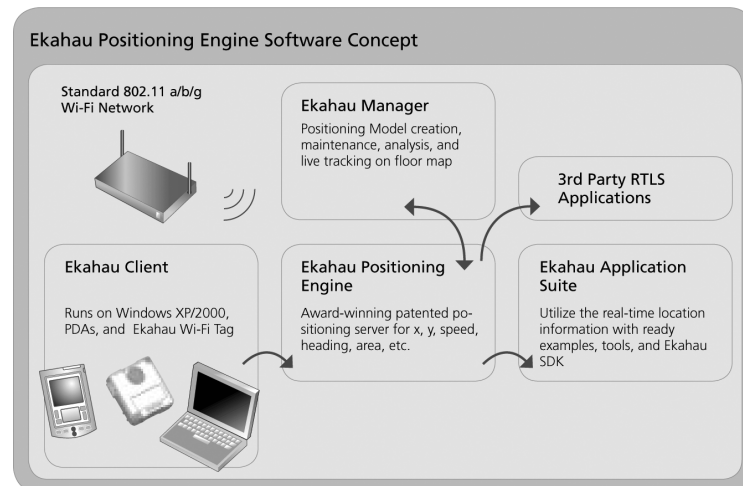 Ekahau Positioning Engine Software Concept
Standard 802.11 a/b/g
Wi-Fi Network
Ekahau Manager
Positioning Model creation,
maintenance, analysis, and
live tracking on floor map
3rd Party RTLS
Applications
Ekahau Client
Runs on Windows XP/2000,
PDAs, and Ekahau Wi-Fi Tag
Ekahau Positioning
Engine
Award-winning patented po-
sitioning server for x, y, speed,
heading, area, etc.
Ekahau Application
Suite
Utilize the real-time location
information with ready
examples, tools, and Ekahau
SDK